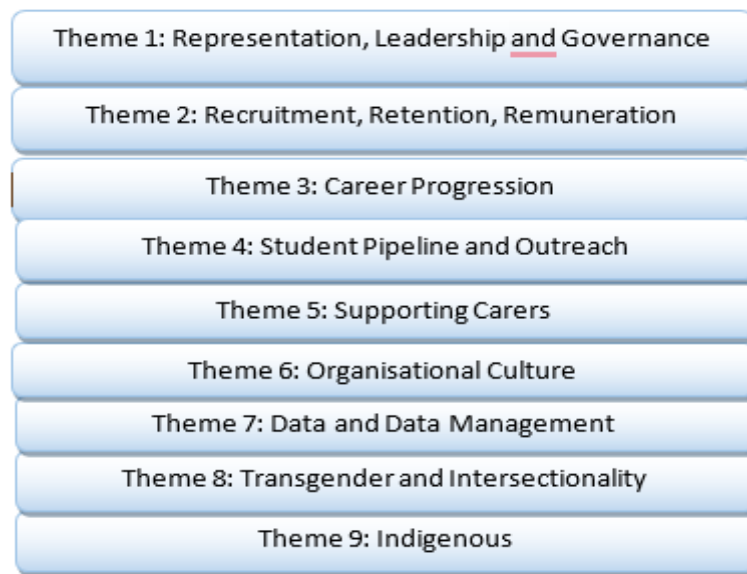 Theme 1: Representation, Leadership and Governance
Theme 2: Recruitment, Retention, Remuneration
Theme 3: Career Progression
Theme 4: Student Pipeline and Outreach
Theme 5: Supporting Carers
Theme 6: Organisational Culture
Theme 7: Data and Data Management
Theme 8: Transgender and Intersectionality
Theme 9: Indigenous